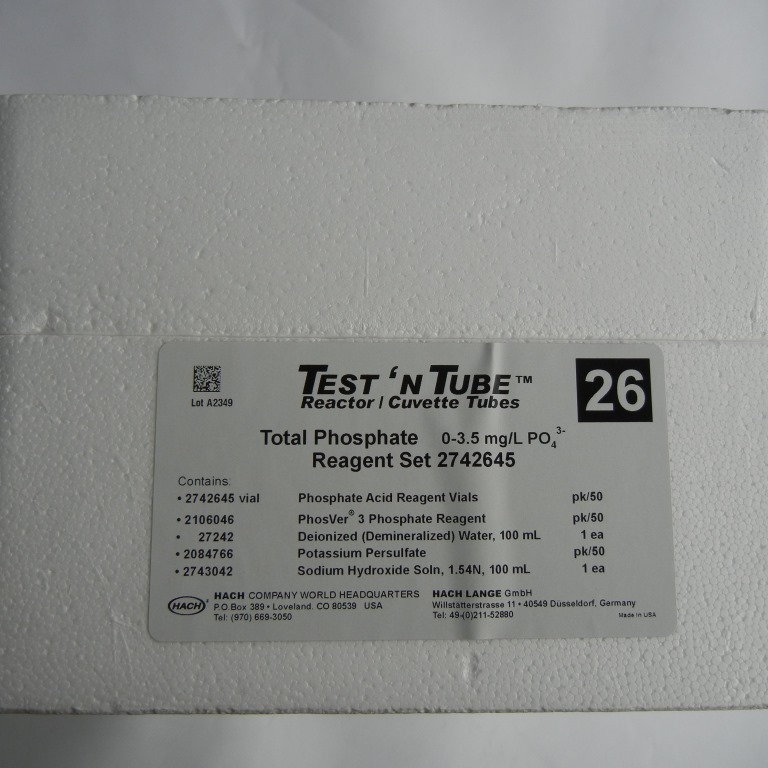 TEST 'N TUBE™
Reactor / Cuvette Tubes
26
Lot A2349
Total Phosphate 0-3.5 mg/L PO₄³⁻
Reagent Set 2742645
Contains:
• 2742645 vial Phosphate Acid Reagent Vials pk/50
• 2106046 PhosVer® 3 Phosphate Reagent pk/50
• 27242 Deionized (Demineralized) Water, 100 mL 1 ea
• 2084766 Potassium Persulfate pk/50
• 2743042 Sodium Hydroxide Soln, 1.54N, 100 mL 1 ea
HACH®
HACH COMPANY WORLD HEADQUARTERS
P.O. Box 389 • Loveland, CO 80539 USA
Tel: (970) 669-3050
HACH LANGE GmbH
Willstätterstrasse 11 • 40549 Düsseldorf, Germany
Tel: 49-(0)211-52880
Made in USA